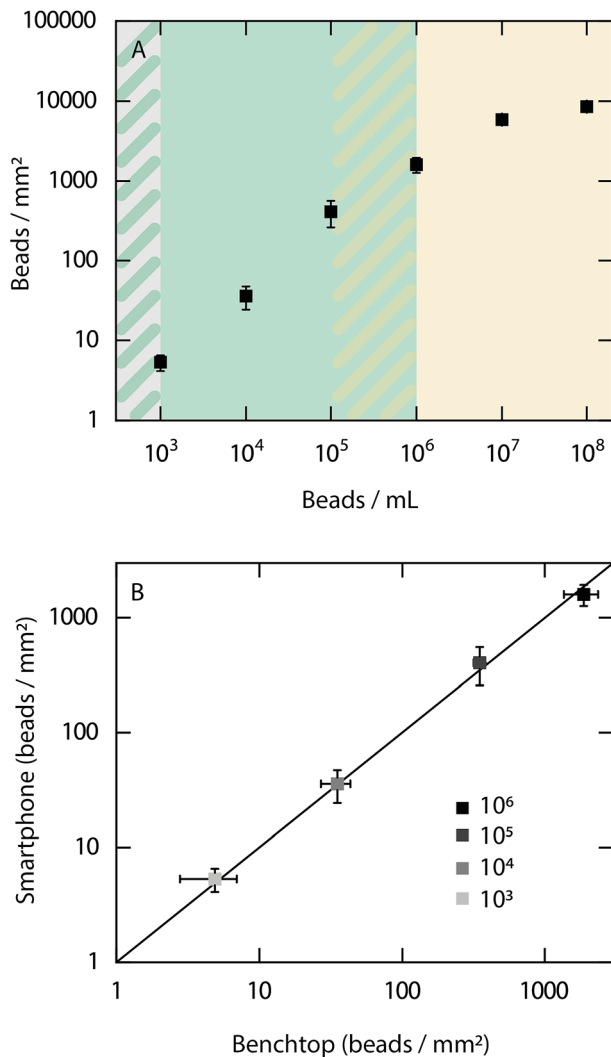 100000
A
10000
1000
100
10
1
Beads / mm²
10³ 10⁴ 10⁵ 10⁶ 10⁷ 10⁸
Beads / mL
B
1000
100
10
1
Smartphone (beads / mm²)
10⁶
10⁵
10⁴
10³
1 10 100 1000
Benchtop (beads / mm²)